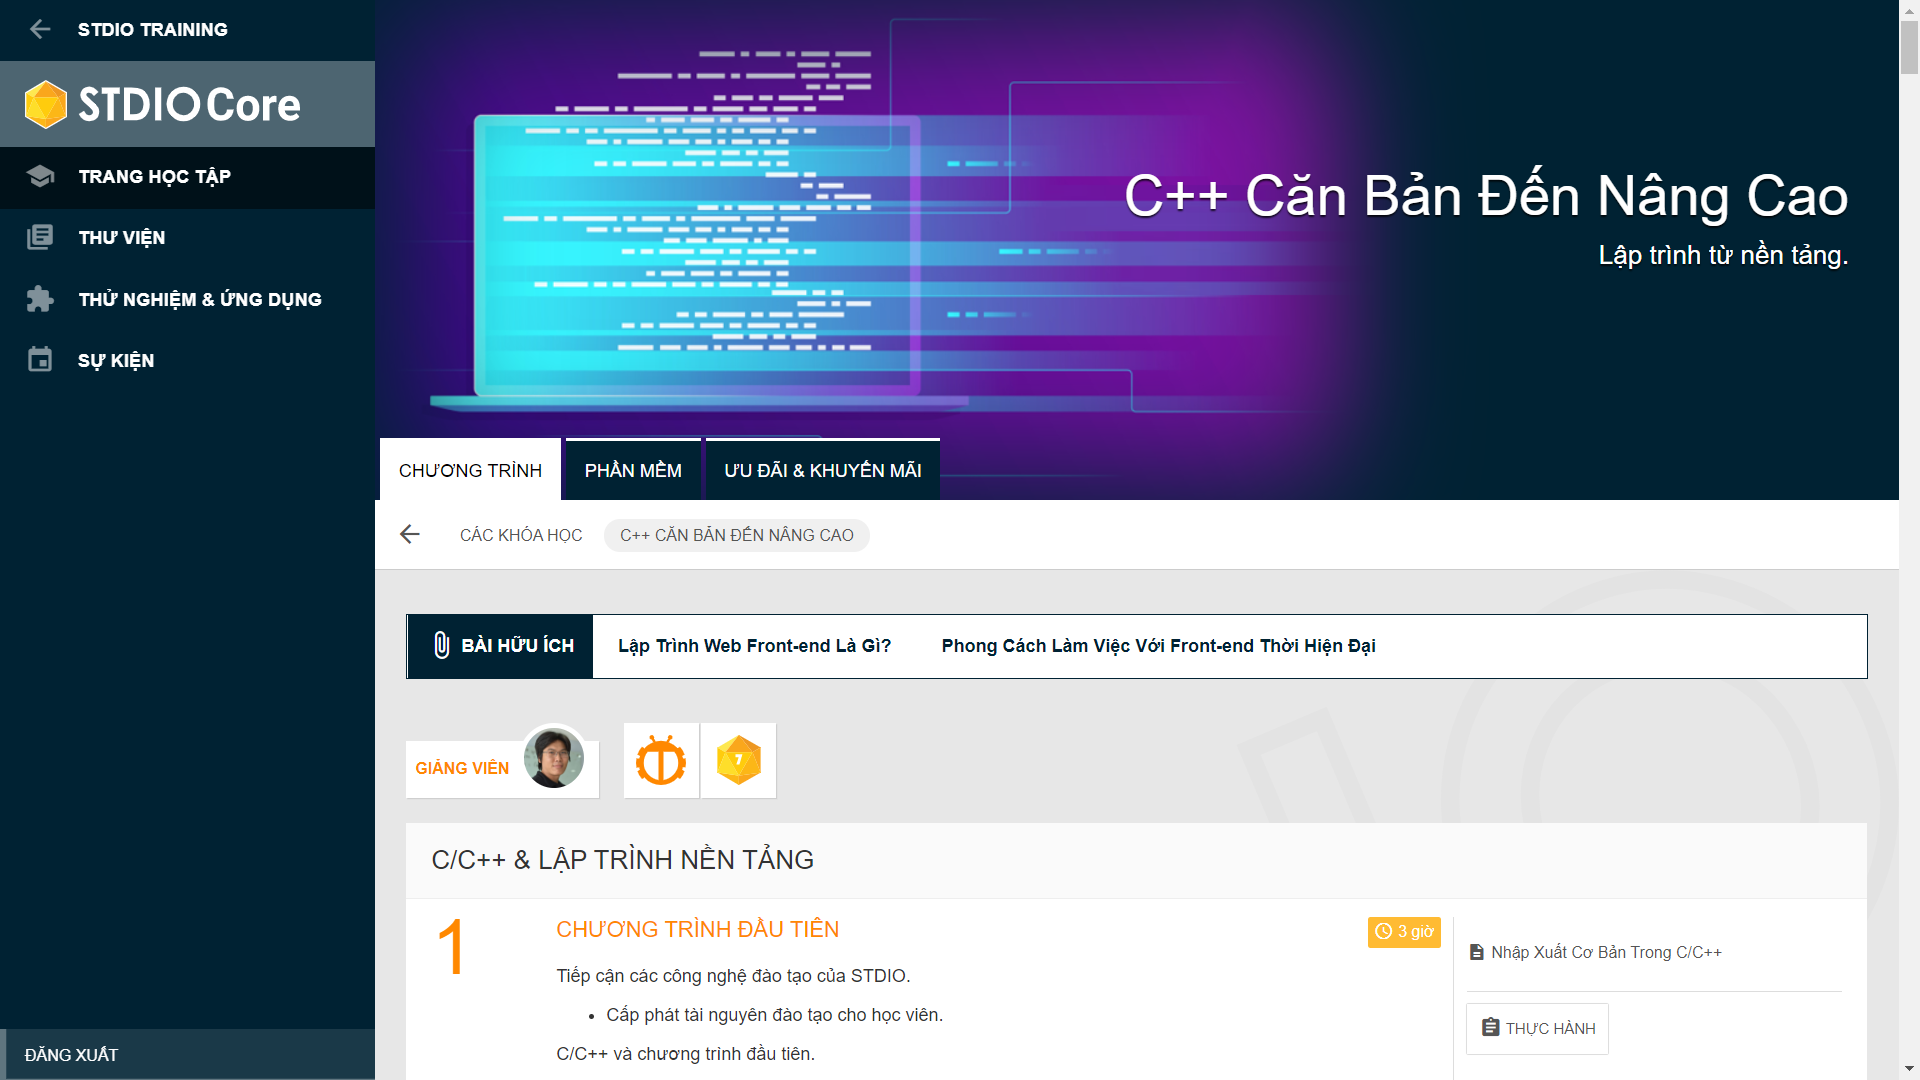 STDIO TRAINING
STDIO Core
TRANG HỌC TẬP
THƯ VIỆN
THỬ NGHIỆM & ỨNG DỤNG
SỰ KIỆN
ĐĂNG XUẤT
C++ Căn Bản Đến Nâng Cao
Lập trình từ nền tảng.
CHƯƠNG TRÌNH
PHẦN MỀM
ƯU ĐÃI & KHUYẾN MÃI
CÁC KHÓA HỌC
C++ CĂN BẢN ĐẾN NÂNG CAO
BÀI HỮU ÍCH
Lập Trình Web Front-end Là Gì?
Phong Cách Làm Việc Với Front-end Thời Hiện Đại
GIẢNG VIÊN
C/C++ & LẬP TRÌNH NỀN TẢNG
1
CHƯƠNG TRÌNH ĐẦU TIÊN
3 giờ
Tiếp cận các công nghệ đào tạo của STDIO.
• Cấp phát tài nguyên đào tạo cho học viên.
C/C++ và chương trình đầu tiên.
Nhập Xuất Cơ Bản Trong C/C++
THỰC HÀNH